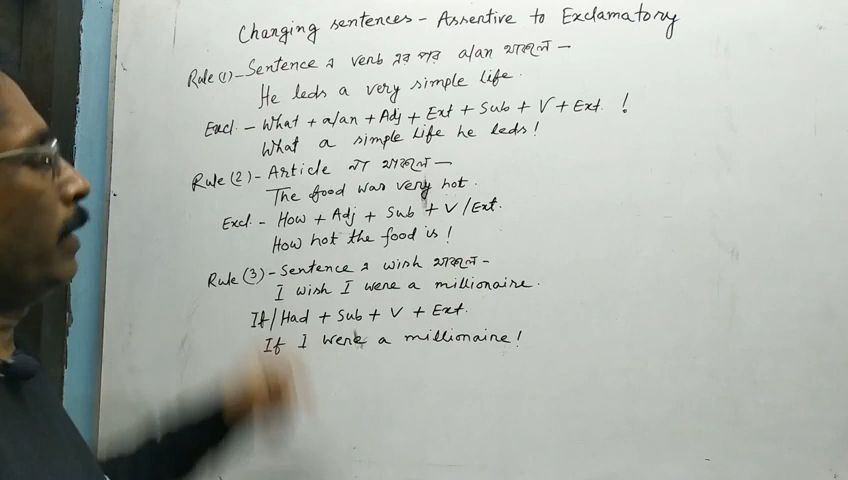 Changing sentences - Assertive to Exclamatory
Rule (1) - Sentence এ verb এর পর a/an থাকলে -
He leds a very simple life.
Excl. - What + a/an + Adj + Ext + Sub + V + Ext. !
What a simple life he leds!
Rule (2) - Article না থাকলে -
The food was very hot.
Excl. - How + Adj + Sub + V / Ext.
How hot the food is!
Rule (3) - Sentence এ wish থাকলে -
I wish I were a millionaire.
If / Had + Sub + V + Ext.
If I were a millionaire!